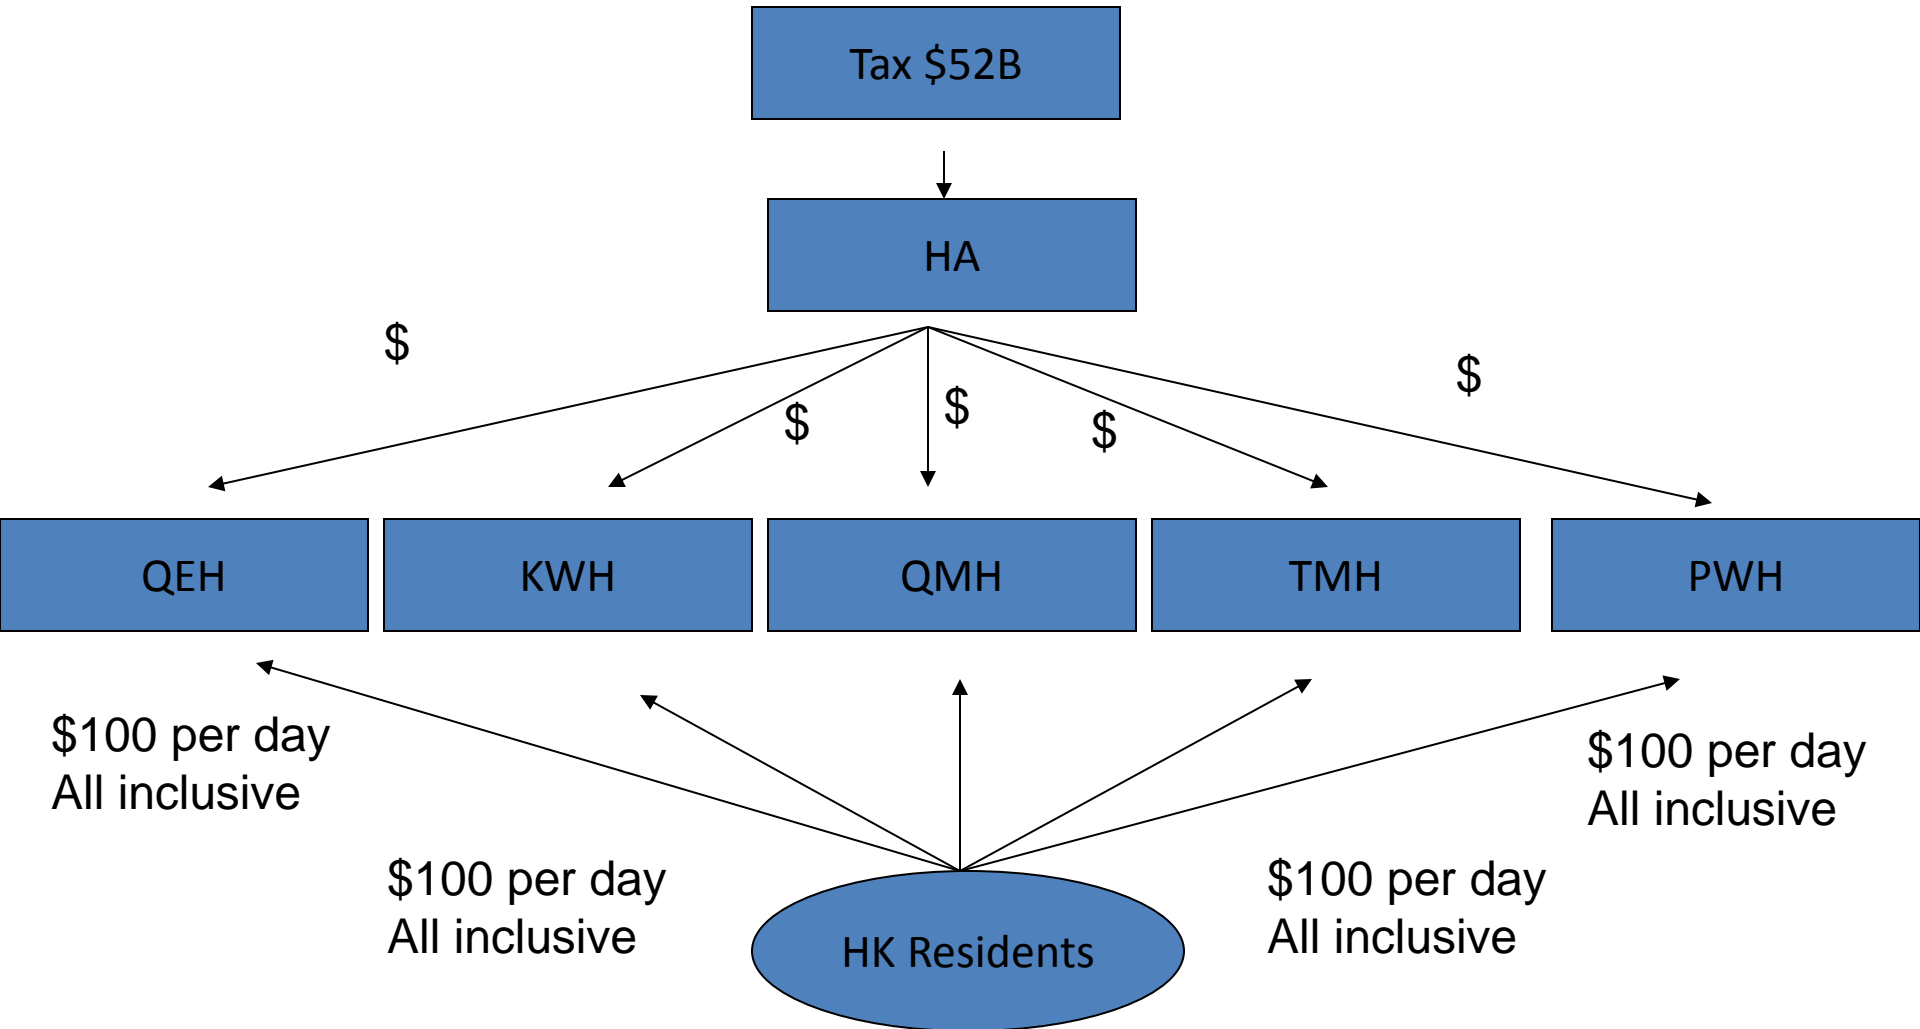 Tax $52B
HA
$
$
$
$
$
QEH
KWH
QMH
TMH
PWH
$100 per day
All inclusive
$100 per day
All inclusive
$100 per day
All inclusive
$100 per day
All inclusive
HK Residents